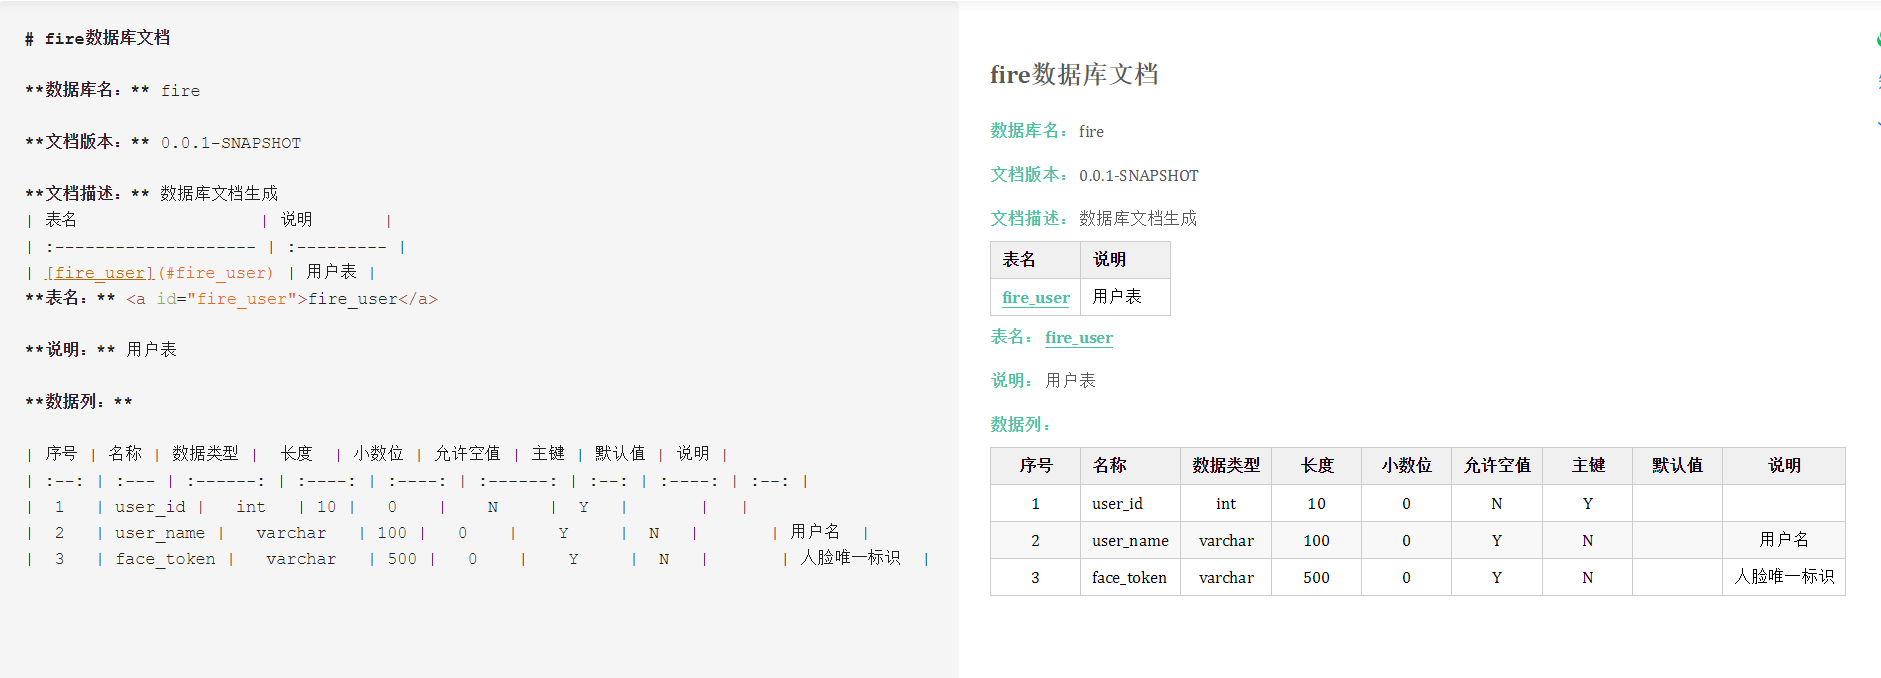 # fire数据库文档
**数据库名：** fire
**文档版本：** 0.0.1-SNAPSHOT
**文档描述：** 数据库文档生成
| 表名 | 说明 |
| :-------------------- | :--------- |
| [fire_user](#fire_user) | 用户表 |
**表名：** <a id="fire_user">fire_user</a>
**说明：** 用户表
**数据列：**
| 序号 | 名称 | 数据类型 | 长度 | 小数位 | 允许空值 | 主键 | 默认值 | 说明 |
| :--: | :--- | :------: | :----: | :----: | :------: | :--: | :----: | :--: |
| 1 | user_id | int | 10 | 0 | N | Y | | |
| 2 | user_name | varchar | 100 | 0 | Y | N | | 用户名 |
| 3 | face_token | varchar | 500 | 0 | Y | N | | 人脸唯一标识 |
fire数据库文档
数据库名： fire
文档版本： 0.0.1-SNAPSHOT
文档描述： 数据库文档生成
表名 说明
fire_user 用户表
表名： fire_user
说明： 用户表
数据列：
序号 名称 数据类型 长度 小数位 允许空值 主键 默认值 说明
1 user_id int 10 0 N Y
2 user_name varchar 100 0 Y N 用户名
3 face_token varchar 500 0 Y N 人脸唯一标识